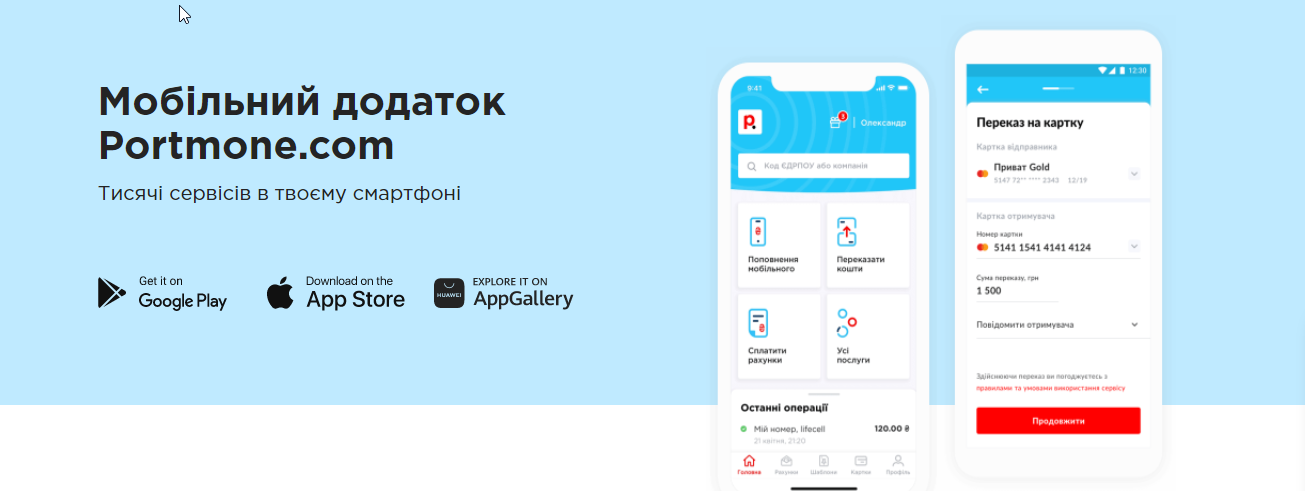 Мобільний додаток
Portmone.com
Тисячі сервісів в твоєму смартфоні
Get it on
Google Play
Download on the
App Store
HUAWEI
EXPLORE IT ON
AppGallery
9:41
p.
3
Олександр
Код ЄДРПОУ або компанія
Поповнення
мобільного
Переказати
кошти
Сплатити
рахунки
Усі
послуги
Останні операції
Мій номер, lifecell
120.00 ₴
21 квітня, 21:20
Головна
Рахунки
Шаблони
Картки
Профіль
12:30
Переказ на картку
Картка відправника
Приват Gold
5147 72** **** 2343 12/19
Картка отримувача
Номер картки
5141 1541 4141 4124
Сума переказу, грн
1 500
Повідомити отримувача
Здійснюючи переказ ви погоджуєтесь з
правилами та умовами використання сервісу
Продовжити